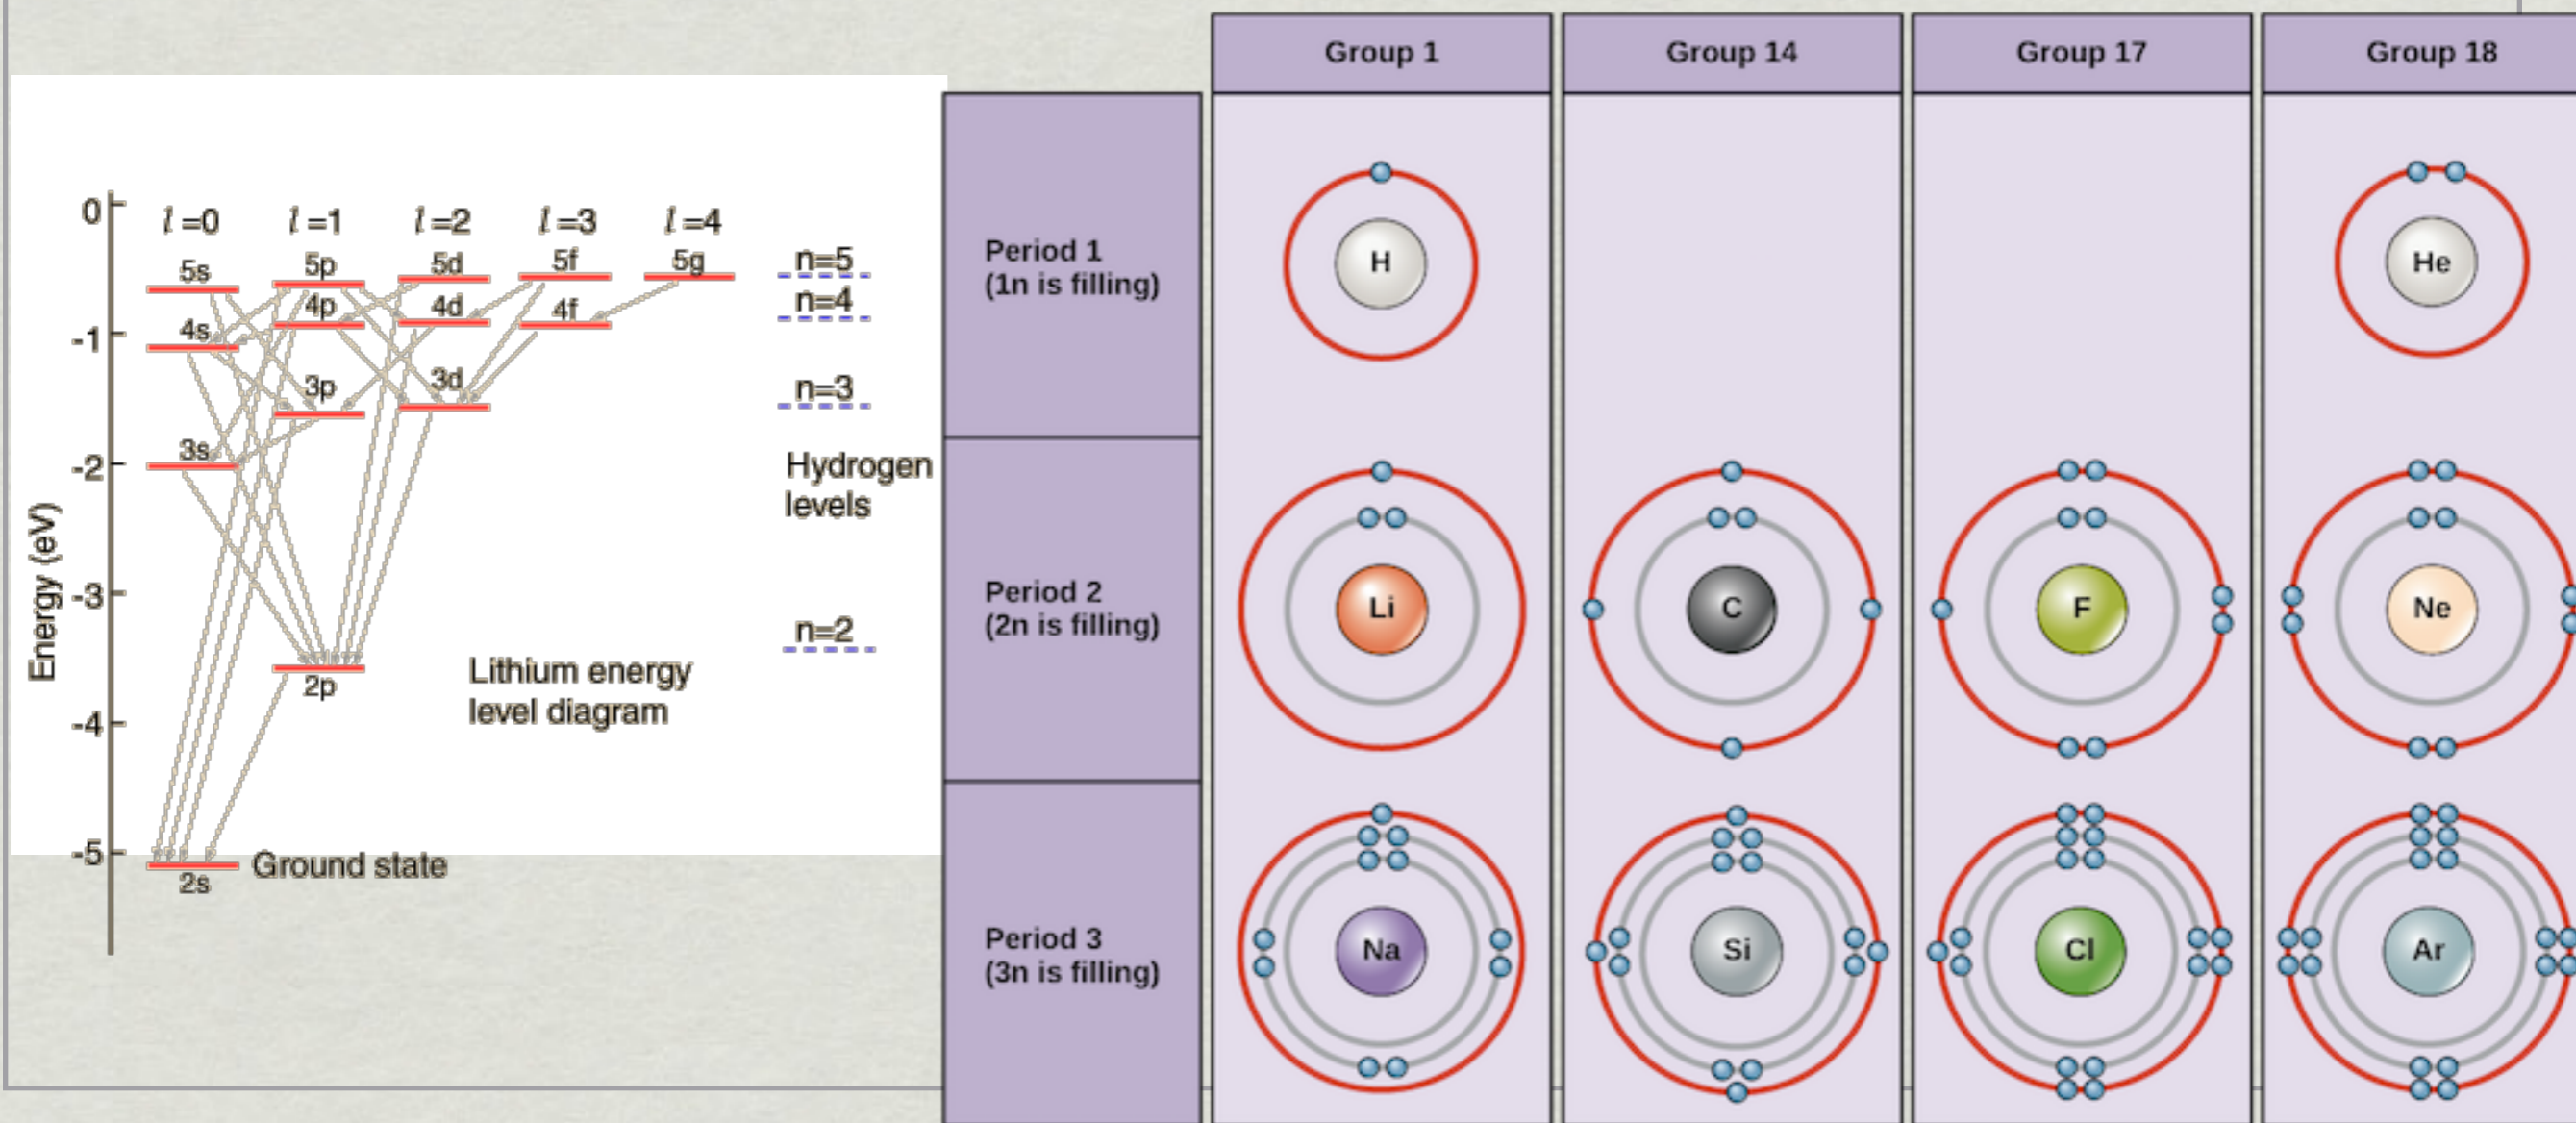 Group 1
Group 14
Group 17
Group 18
0
-1
-2
-3
-4
-5
Energy (eV)
l =0
l =1
l =2
l =3
l =4
5s
5p
5d
5f
5g
4s
4p
4d
4f
3s
3p
3d
2p
2s
Ground state
n=5
n=4
n=3
Hydrogen
levels
n=2
Lithium energy
level diagram
Period 1
(1n is filling)
H
He
Period 2
(2n is filling)
Li
C
F
Ne
Period 3
(3n is filling)
Na
Si
Cl
Ar